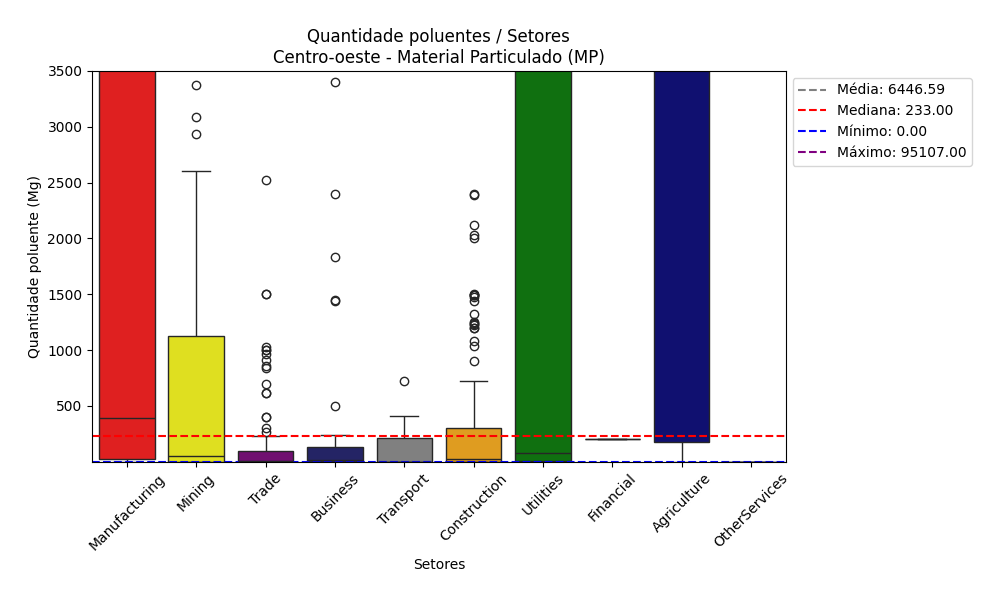 Quantidade poluentes / Setores
Centro-oeste - Material Particulado (MP)
3500
3000
2500
2000
1500
1000
500
Quantidade poluente (Mg)
Média: 6446.59
Mediana: 233.00
Mínimo: 0.00
Máximo: 95107.00
Manufacturing
Mining
Trade
Business
Transport
Construction
Utilities
Financial
Agriculture
OtherServices
Setores